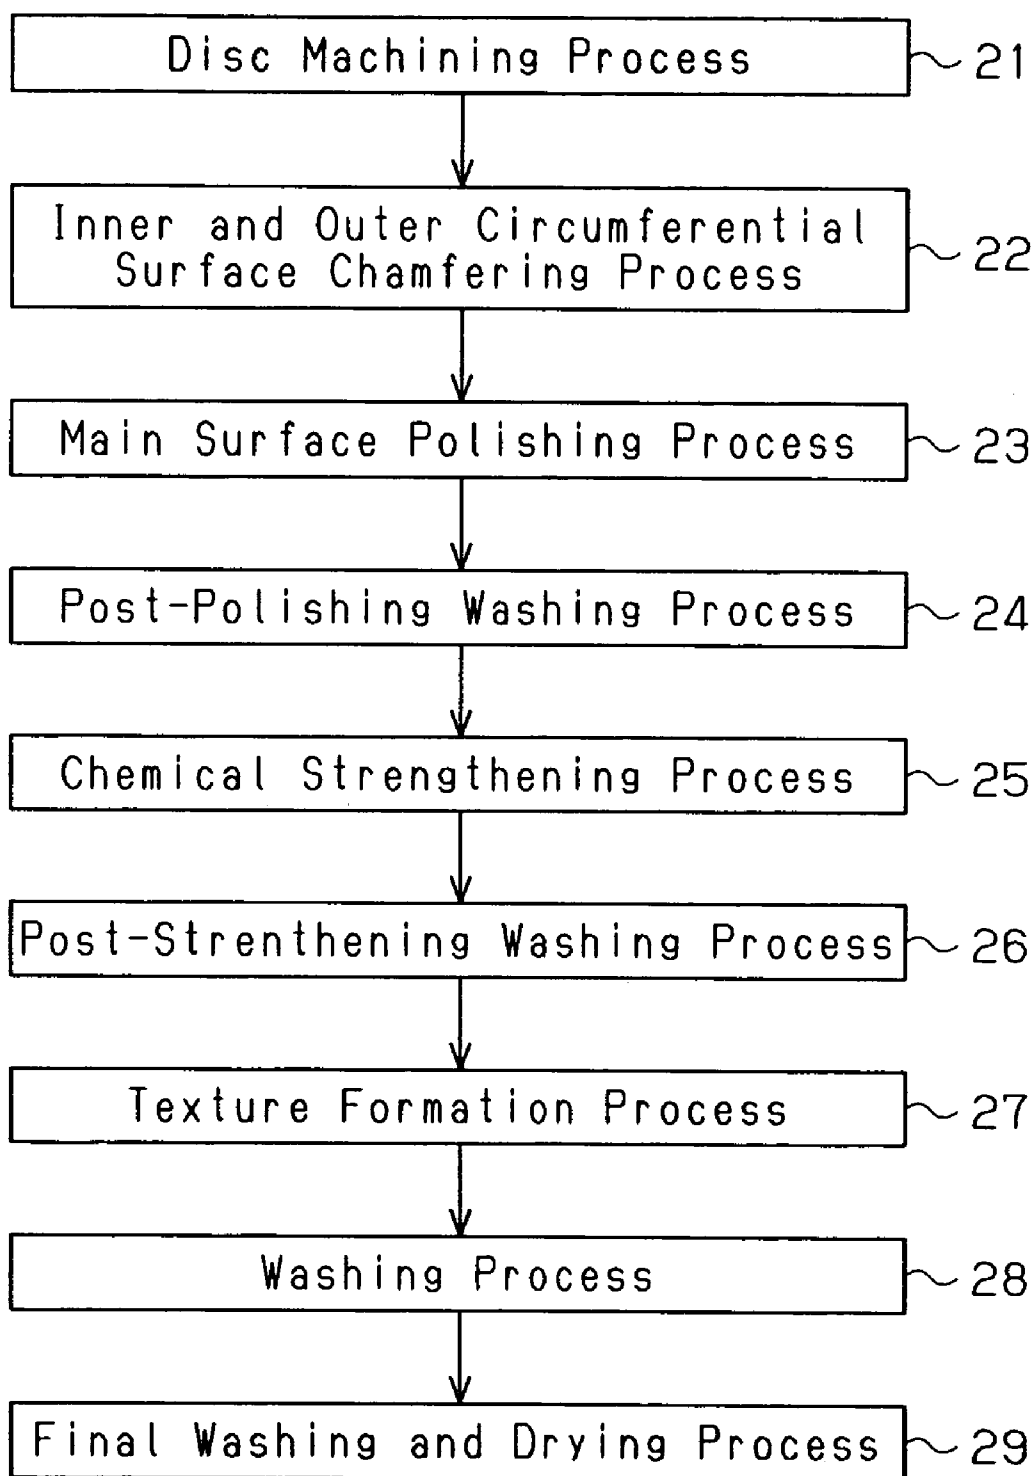 Disc Machining Process 21
Inner and Outer Circumferential
Surface Chamfering Process 22
Main Surface Polishing Process 23
Post-Polishing Washing Process 24
Chemical Strengthening Process 25
Post-Strenthening Washing Process 26
Texture Formation Process 27
Washing Process 28
Final Washing and Drying Process 29